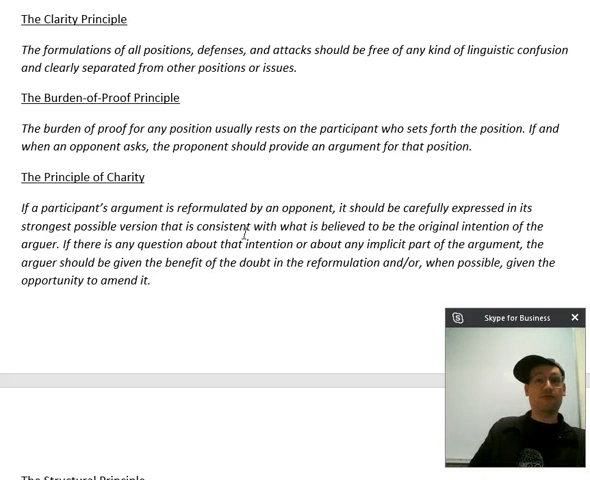 The Clarity Principle
The formulations of all positions, defenses, and attacks should be free of any kind of linguistic confusion
and clearly separated from other positions or issues.
The Burden-of-Proof Principle
The burden of proof for any position usually rests on the participant who sets forth the position. If and
when an opponent asks, the proponent should provide an argument for that position.
The Principle of Charity
If a participant’s argument is reformulated by an opponent, it should be carefully expressed in its
strongest possible version that is consistent with what is believed to be the original intention of the
arguer. If there is any question about that intention or about any implicit part of the argument, the
arguer should be given the benefit of the doubt in the reformulation and/or, when possible, given the
opportunity to amend it.
Skype for Business
The Structural Principle